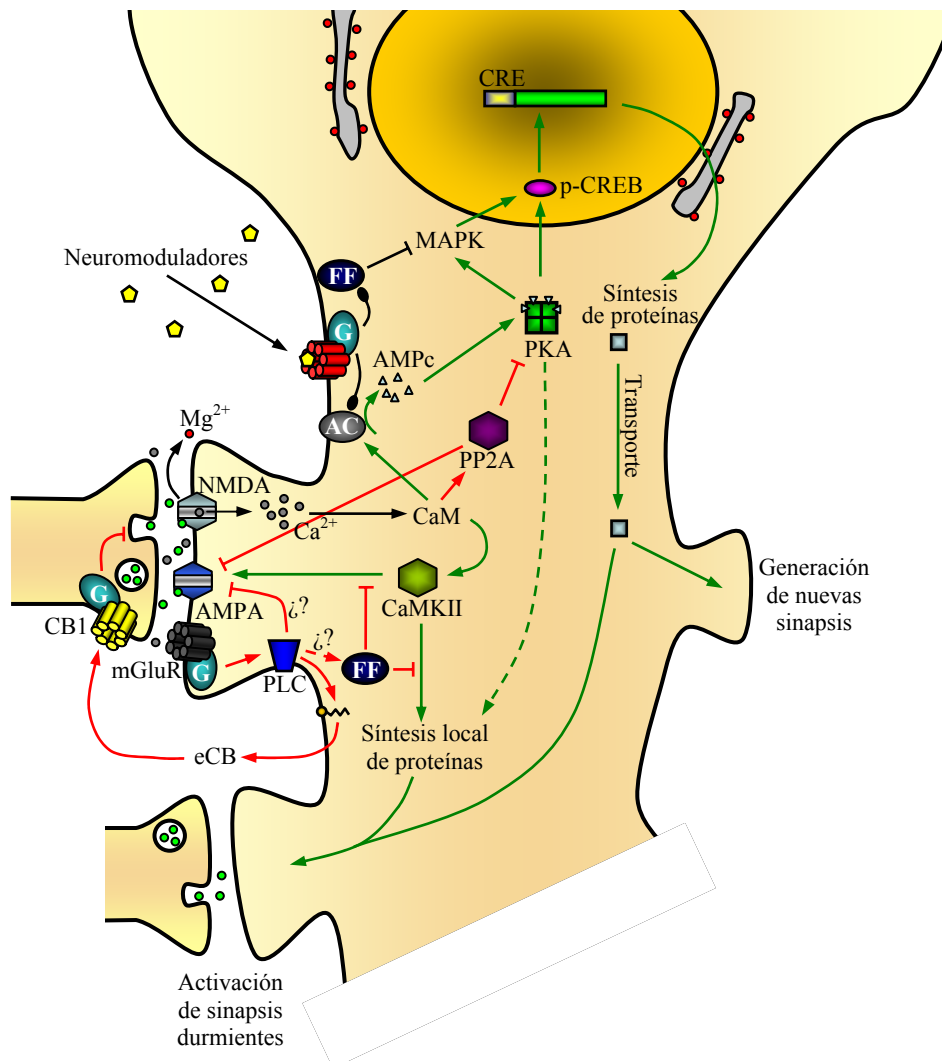 CRE
p-CREB
MAPK
Neuromoduladores
FF
G
Síntesis
de proteínas
PKA
AMPc
Transporte
Mg2+
AC
PP2A
NMDA
Ca2+
CaM
Generación
de nuevas
sinapsis
G
CB1
AMPA
CaMKII
¿?
¿?
mGluR
G
PLC
FF
Síntesis local
de proteínas
eCB
Activación
de sinapsis
durmientes